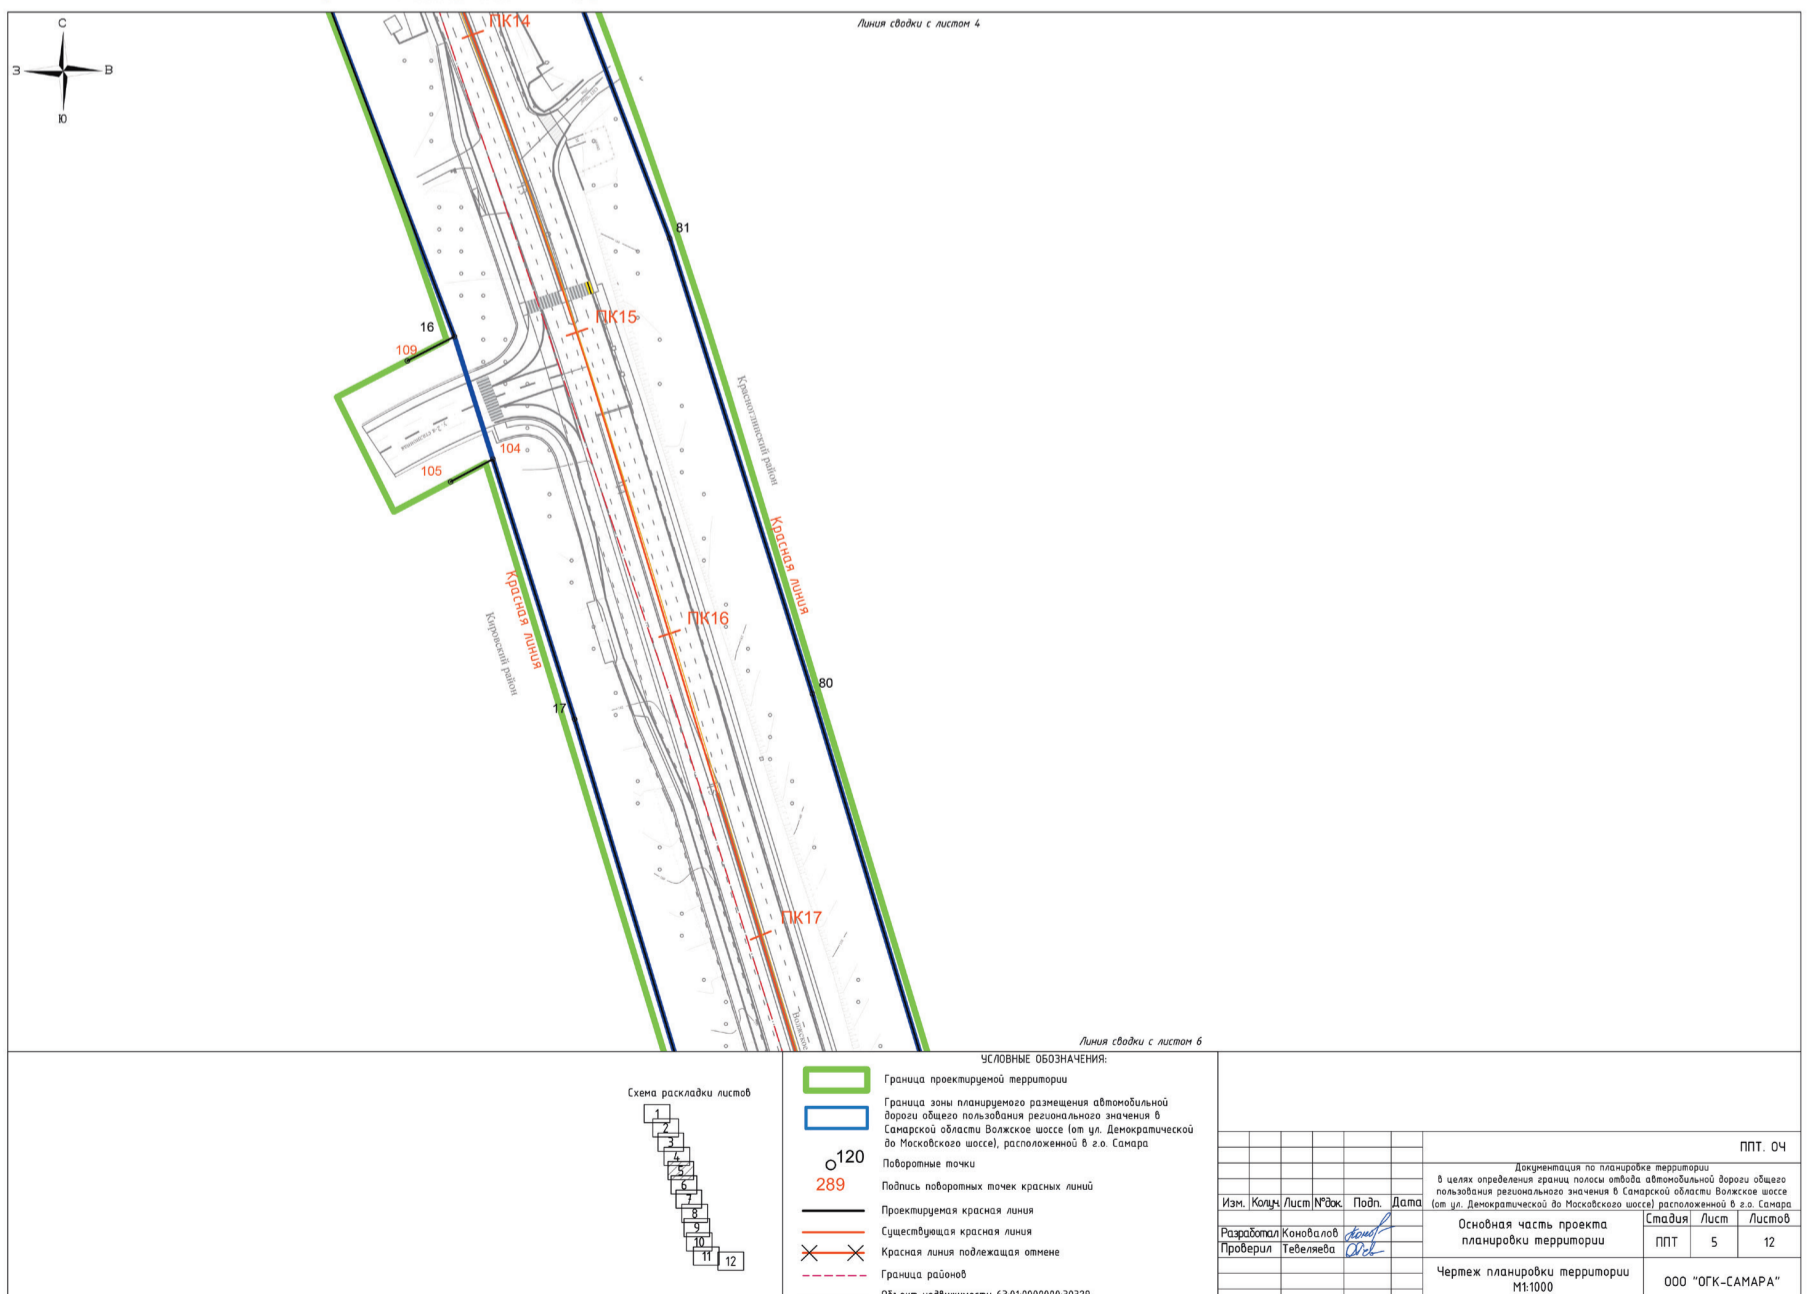 Линия сводки с листом 4
С
З
В
Ю
ПК14
81
ПК15
16
109
104
105
Красноглинский район
Красная линия
Красная линия
Кировский район
ПК16
80
17
ПК17
Волжское
Линия сводки с листом 6
Схема раскладки листов
1
2
3
4
5
6
7
8
9
10
11
12
УСЛОВНЫЕ ОБОЗНАЧЕНИЯ:
Граница проектируемой территории
Граница зоны планируемого размещения автомобильной
дороги общего пользования регионального значения в
Самарской области Волжское шоссе (от ул. Демократической
до Московского шоссе), расположенной в г.о. Самара
120
Поворотные точки
289
Подпись поворотных точек красных линий
Проектируемая красная линия
Существующая красная линия
Красная линия подлежащая отмене
Граница районов
ППТ. 04
Документация по планировке территории
в целях определения границ полосы отвода автомобильной дороги общего
пользования регионального значения в Самарской области Волжское шоссе
(от ул. Демократической до Московского шоссе) расположенной в г.о. Самара
Изм. Колуч Лист №док. Подп. Дата
Разработал Коновалов
Проверил Тевеляева
Основная часть проекта
планировки территории
Стадия Лист Листов
ППТ 5 12
Чертеж планировки территории
М1:1000
ООО "ОГК-САМАРА"